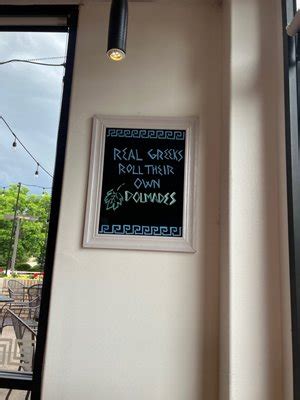 REAL GREEKS
ROLL THEIR
OWN
DOLMADES